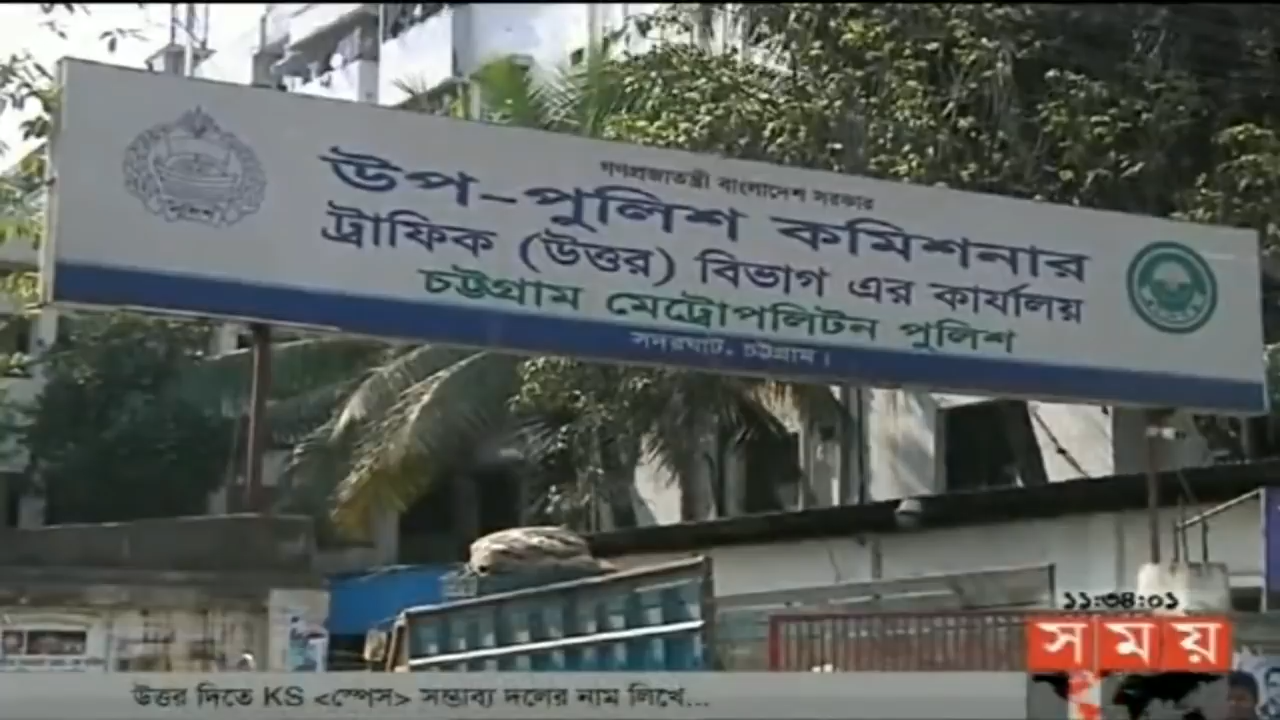 গণপ্রজাতন্ত্রী বাংলাদেশ সরকার
উপ-পুলিশ কমিশনার
ট্রাফিক (উত্তর) বিভাগ এর কার্যালয়
চট্টগ্রাম মেট্রোপলিটন পুলিশ
সদরঘাট, চট্টগ্রাম।
পুলিশ
১১:৩৪:০১
সময়
উত্তর দিতে KS <স্পেস> সম্ভাব্য দলের নাম লিখে...